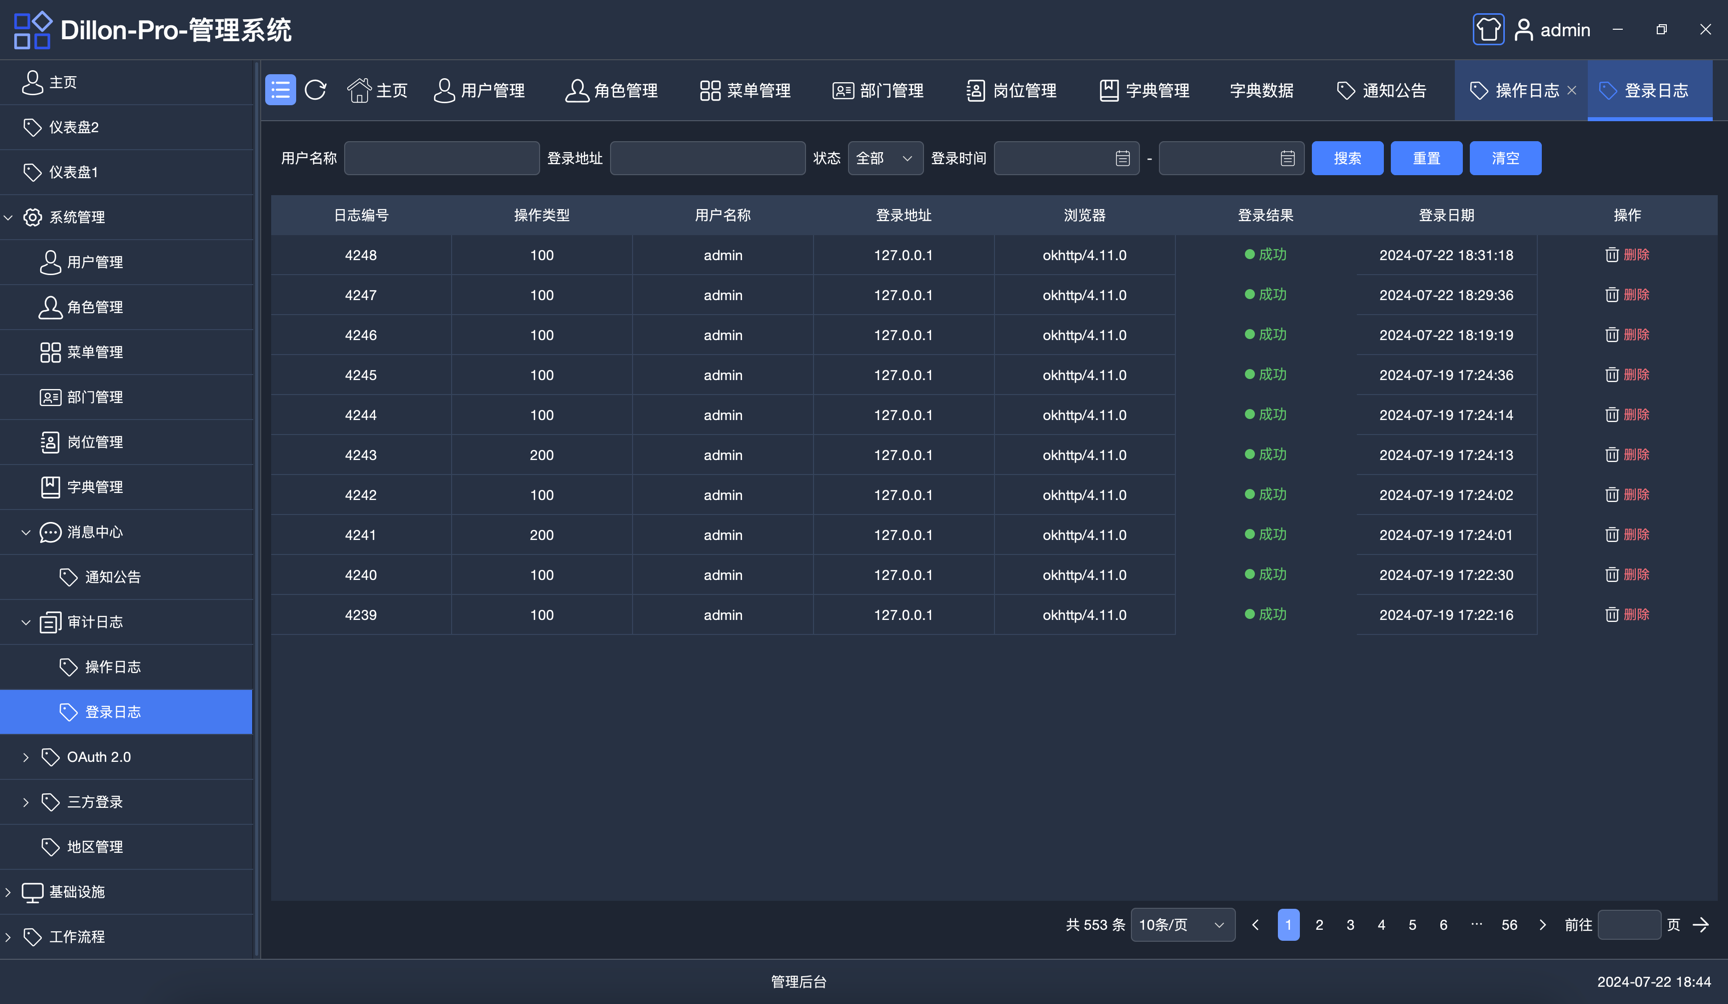 Dillon-Pro-管理系统
admin
主页
仪表盘2
仪表盘1
系统管理
用户管理
角色管理
菜单管理
部门管理
岗位管理
字典管理
消息中心
通知公告
审计日志
操作日志
登录日志
OAuth 2.0
三方登录
地区管理
基础设施
工作流程
主页 用户管理 角色管理 菜单管理 部门管理 岗位管理 字典管理 字典数据 通知公告 操作日志 登录日志
用户名称 登录地址 状态 全部 登录时间 - 搜索 重置 清空
日志编号 操作类型 用户名称 登录地址 浏览器 登录结果 登录日期 操作
4248 100 admin 127.0.0.1 okhttp/4.11.0 成功 2024-07-22 18:31:18 删除
4247 100 admin 127.0.0.1 okhttp/4.11.0 成功 2024-07-22 18:29:36 删除
4246 100 admin 127.0.0.1 okhttp/4.11.0 成功 2024-07-22 18:19:19 删除
4245 100 admin 127.0.0.1 okhttp/4.11.0 成功 2024-07-19 17:24:36 删除
4244 100 admin 127.0.0.1 okhttp/4.11.0 成功 2024-07-19 17:24:14 删除
4243 200 admin 127.0.0.1 okhttp/4.11.0 成功 2024-07-19 17:24:13 删除
4242 100 admin 127.0.0.1 okhttp/4.11.0 成功 2024-07-19 17:24:02 删除
4241 200 admin 127.0.0.1 okhttp/4.11.0 成功 2024-07-19 17:24:01 删除
4240 100 admin 127.0.0.1 okhttp/4.11.0 成功 2024-07-19 17:22:30 删除
4239 100 admin 127.0.0.1 okhttp/4.11.0 成功 2024-07-19 17:22:16 删除
共 553 条 10条/页 1 2 3 4 5 6 ··· 56 前往 页
管理后台
2024-07-22 18:44